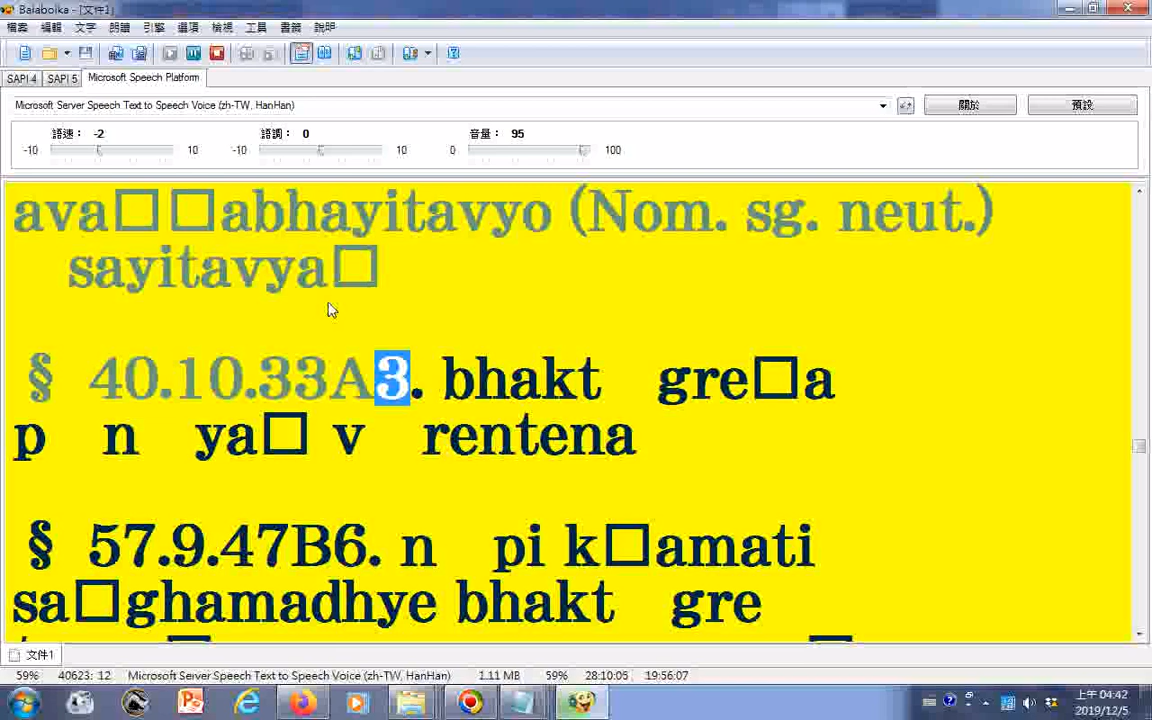 Balabolka - [文件1]
檔案 編輯 文字 朗讀 引擎 選項 檢視 工具 書籤 說明
SAPI 4 SAPI 5 Microsoft Speech Platform
Microsoft Server Speech Text to Speech Voice (zh-TW, HanHan) 關於 預設
語速： -2 語調： 0 音量： 95
-10 10 -10 10 0 100
ava□□abhayitavyo (Nom. sg. neut.)
sayitavya□
§ 40.10.33A3. bhakt gre□a
p n ya□ v rentena
§ 57.9.47B6. n pi k□amati
sa□ghamadhye bhakt gre
文件1
59% 40623: 12 Microsoft Server Speech Text to Speech Voice (zh-TW, HanHan) 1.11 MB 59% 28:10:05 19:56:07
上午 04:42
2019/12/5